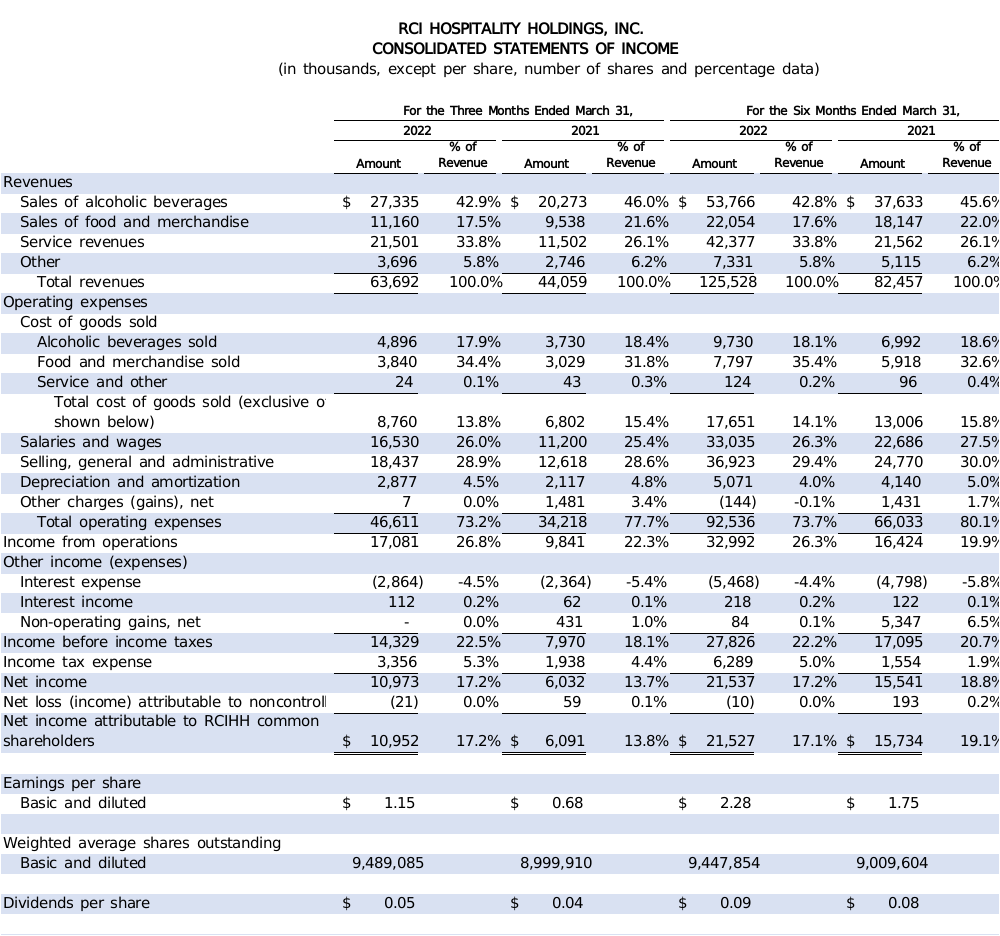 RCI HOSPITALITY HOLDINGS, INC.
CONSOLIDATED STATEMENTS OF INCOME
(in thousands, except per share, number of shares and percentage data)
For the Three Months Ended March 31, For the Six Months Ended March 31,
2022 2021 2022 2021
Amount % of Revenue Amount % of Revenue Amount % of Revenue Amount % of Revenue
Revenues
Sales of alcoholic beverages $ 27,335 42.9% $ 20,273 46.0% $ 53,766 42.8% $ 37,633 45.6%
Sales of food and merchandise 11,160 17.5% 9,538 21.6% 22,054 17.6% 18,147 22.0%
Service revenues 21,501 33.8% 11,502 26.1% 42,377 33.8% 21,562 26.1%
Other 3,696 5.8% 2,746 6.2% 7,331 5.8% 5,115 6.2%
Total revenues 63,692 100.0% 44,059 100.0% 125,528 100.0% 82,457 100.0%
Operating expenses
Cost of goods sold
Alcoholic beverages sold 4,896 17.9% 3,730 18.4% 9,730 18.1% 6,992 18.6%
Food and merchandise sold 3,840 34.4% 3,029 31.8% 7,797 35.4% 5,918 32.6%
Service and other 24 0.1% 43 0.3% 124 0.2% 96 0.4%
Total cost of goods sold (exclusive of
shown below) 8,760 13.8% 6,802 15.4% 17,651 14.1% 13,006 15.8%
Salaries and wages 16,530 26.0% 11,200 25.4% 33,035 26.3% 22,686 27.5%
Selling, general and administrative 18,437 28.9% 12,618 28.6% 36,923 29.4% 24,770 30.0%
Depreciation and amortization 2,877 4.5% 2,117 4.8% 5,071 4.0% 4,140 5.0%
Other charges (gains), net 7 0.0% 1,481 3.4% (144) -0.1% 1,431 1.7%
Total operating expenses 46,611 73.2% 34,218 77.7% 92,536 73.7% 66,033 80.1%
Income from operations 17,081 26.8% 9,841 22.3% 32,992 26.3% 16,424 19.9%
Other income (expenses)
Interest expense (2,864) -4.5% (2,364) -5.4% (5,468) -4.4% (4,798) -5.8%
Interest income 112 0.2% 62 0.1% 218 0.2% 122 0.1%
Non-operating gains, net - 0.0% 431 1.0% 84 0.1% 5,347 6.5%
Income before income taxes 14,329 22.5% 7,970 18.1% 27,826 22.2% 17,095 20.7%
Income tax expense 3,356 5.3% 1,938 4.4% 6,289 5.0% 1,554 1.9%
Net income 10,973 17.2% 6,032 13.7% 21,537 17.2% 15,541 18.8%
Net loss (income) attributable to noncontroll (21) 0.0% 59 0.1% (10) 0.0% 193 0.2%
Net income attributable to RCIHH common
shareholders $ 10,952 17.2% $ 6,091 13.8% $ 21,527 17.1% $ 15,734 19.1%
Earnings per share
Basic and diluted $ 1.15 $ 0.68 $ 2.28 $ 1.75
Weighted average shares outstanding
Basic and diluted 9,489,085 8,999,910 9,447,854 9,009,604
Dividends per share $ 0.05 $ 0.04 $ 0.09 $ 0.08